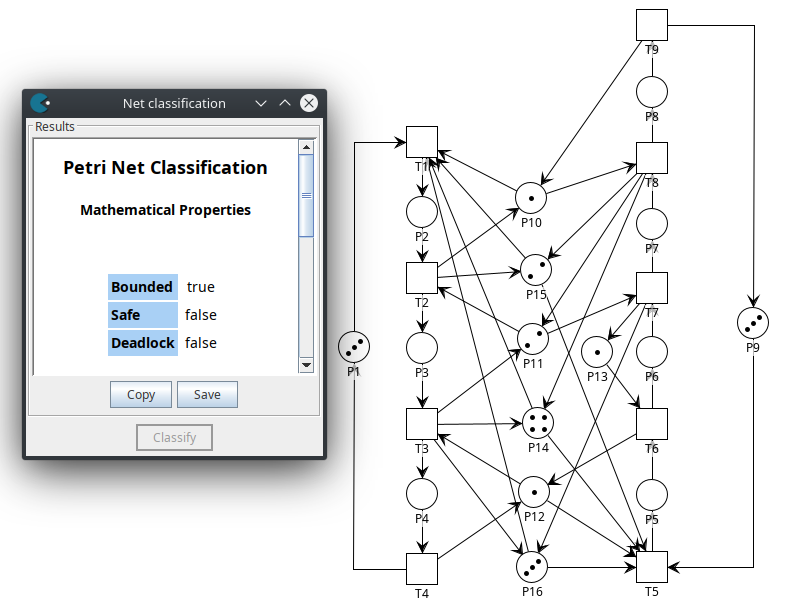 Net classification
Results
Petri Net Classification
Mathematical Properties
Bounded true
Safe false
Deadlock false
Copy Save
Classify
T9
P8
T1
T8
P10
P2
P7
P15
T2
T7
P9
P11
P1
P3
P13
P6
T3
P14
T6
P4
P12
P5
T4
P16
T5